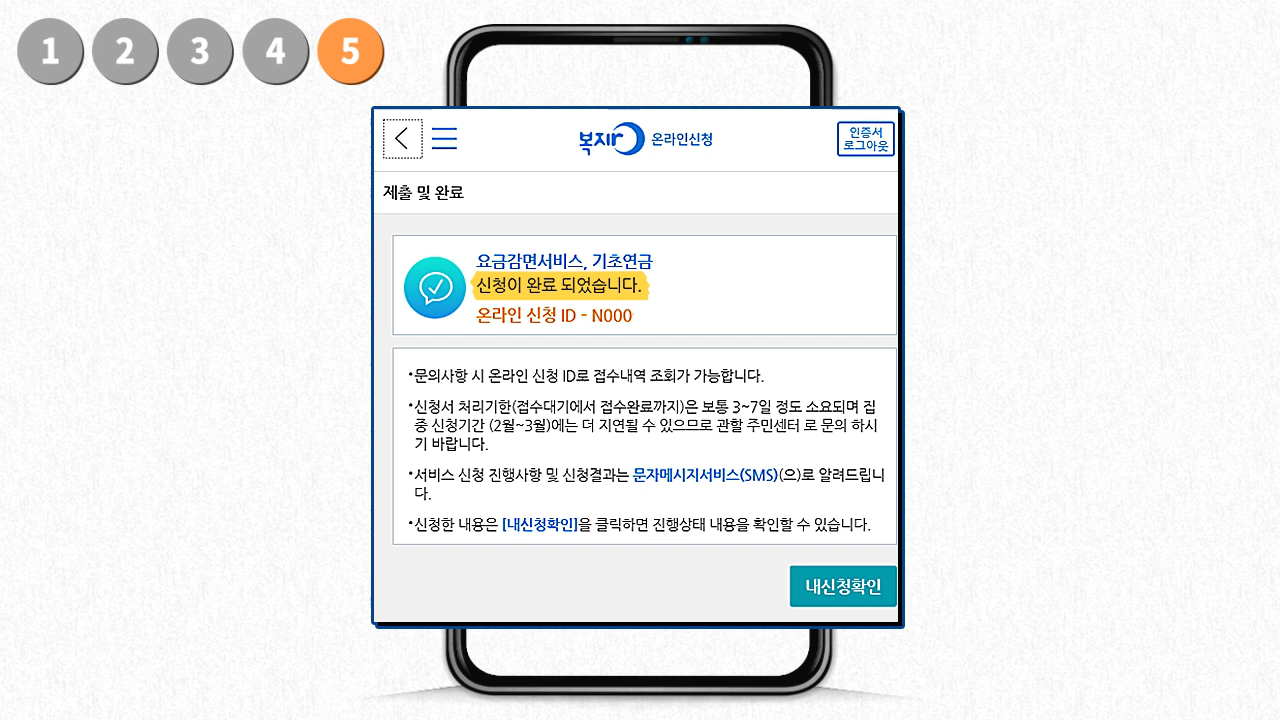 1 2 3 4 5
복지로 온라인신청
인증서
로그아웃
제출 및 완료
요금감면서비스, 기초연금
신청이 완료 되었습니다.
온라인 신청 ID - N000
•문의사항 시 온라인 신청 ID로 접수내역 조회가 가능합니다.
•신청서 처리기한(접수대기에서 접수완료까지)은 보통 3~7일 정도 소요되며 집
중 신청기간 (2월~3월)에는 더 지연될 수 있으므로 관할 주민센터 로 문의 하시
기 바랍니다.
•서비스 신청 진행사항 및 신청결과는 문자메시지서비스(SMS)(으)로 알려드립니
다.
•신청한 내용은 [내신청확인]을 클릭하면 진행상태 내용을 확인할 수 있습니다.
내신청확인